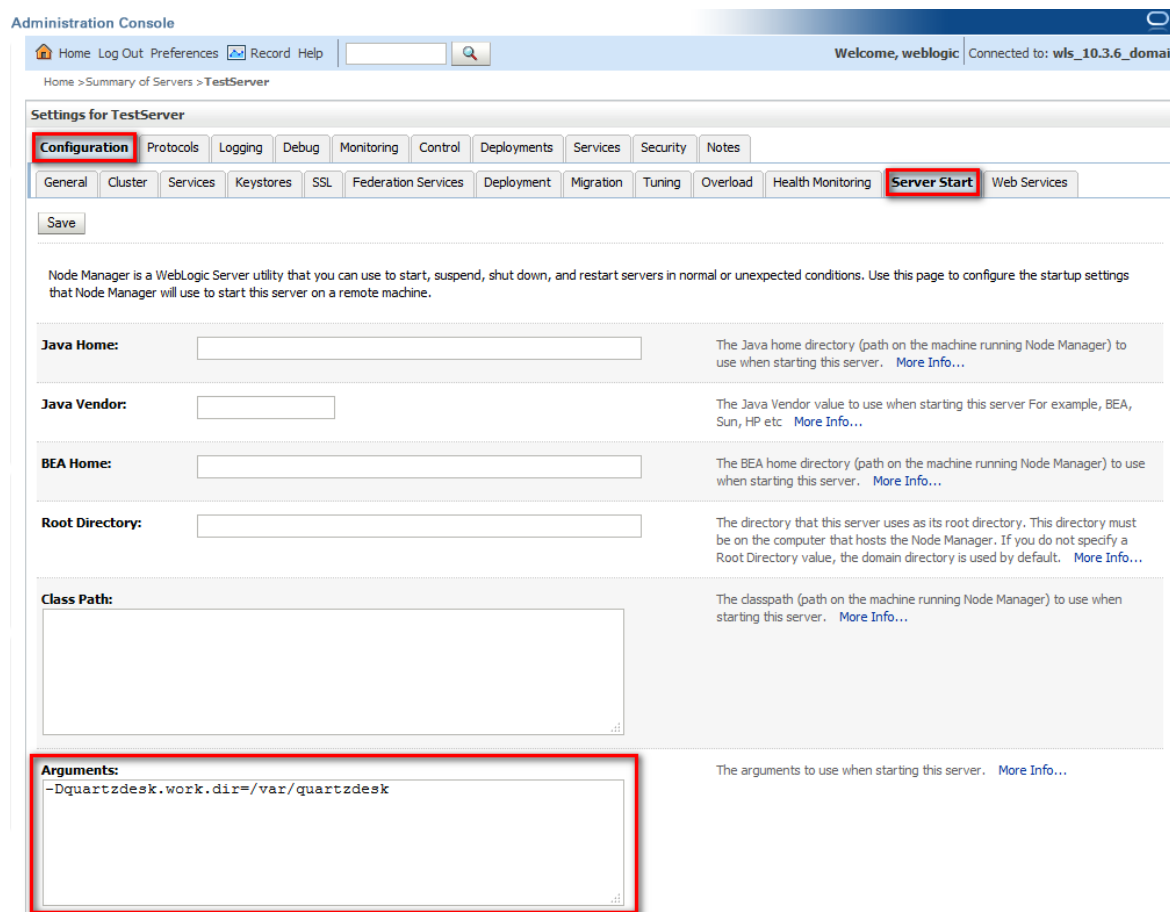 Administration Console
Home Log Out Preferences Record Help
Welcome, weblogic Connected to: wls_10.3.6_domai
Home >Summary of Servers >TestServer
Settings for TestServer
Configuration Protocols Logging Debug Monitoring Control Deployments Services Security Notes
General Cluster Services Keystores SSL Federation Services Deployment Migration Tuning Overload Health Monitoring Server Start Web Services
Save
Node Manager is a WebLogic Server utility that you can use to start, suspend, shut down, and restart servers in normal or unexpected conditions. Use this page to configure the startup settings
that Node Manager will use to start this server on a remote machine.
Java Home:
The Java home directory (path on the machine running Node Manager) to
use when starting this server. More Info...
Java Vendor:
The Java Vendor value to use when starting this server For example, BEA,
Sun, HP etc More Info...
BEA Home:
The BEA home directory (path on the machine running Node Manager) to use
when starting this server. More Info...
Root Directory:
The directory that this server uses as its root directory. This directory must
be on the computer that hosts the Node Manager. If you do not specify a
Root Directory value, the domain directory is used by default. More Info...
Class Path:
The classpath (path on the machine running Node Manager) to use when
starting this server. More Info...
Arguments:
The arguments to use when starting this server. More Info...
-Dquartzdesk.work.dir=/var/quartzdesk